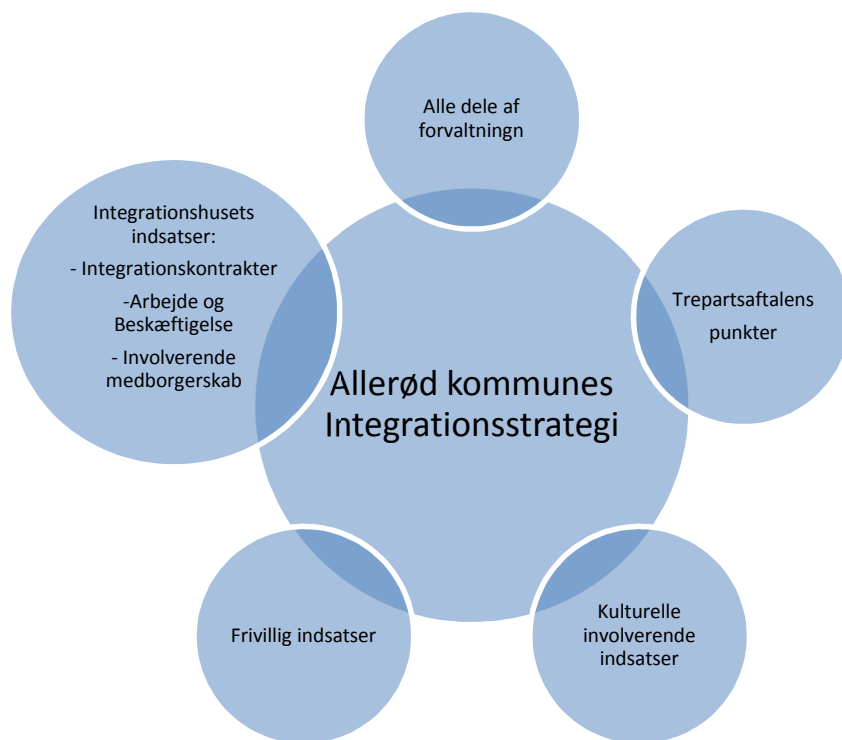 Alle dele af
forvaltningn
Integrationshusets
indsatser:
- Integrationskontrakter
-Arbejde og
Beskæftigelse
- Involverende
medborgerskab
Trepartsaftalens
punkter
Allerød kommunes
Integrationsstrategi
Frivillig indsatser
Kulturelle
involverende
indsatser